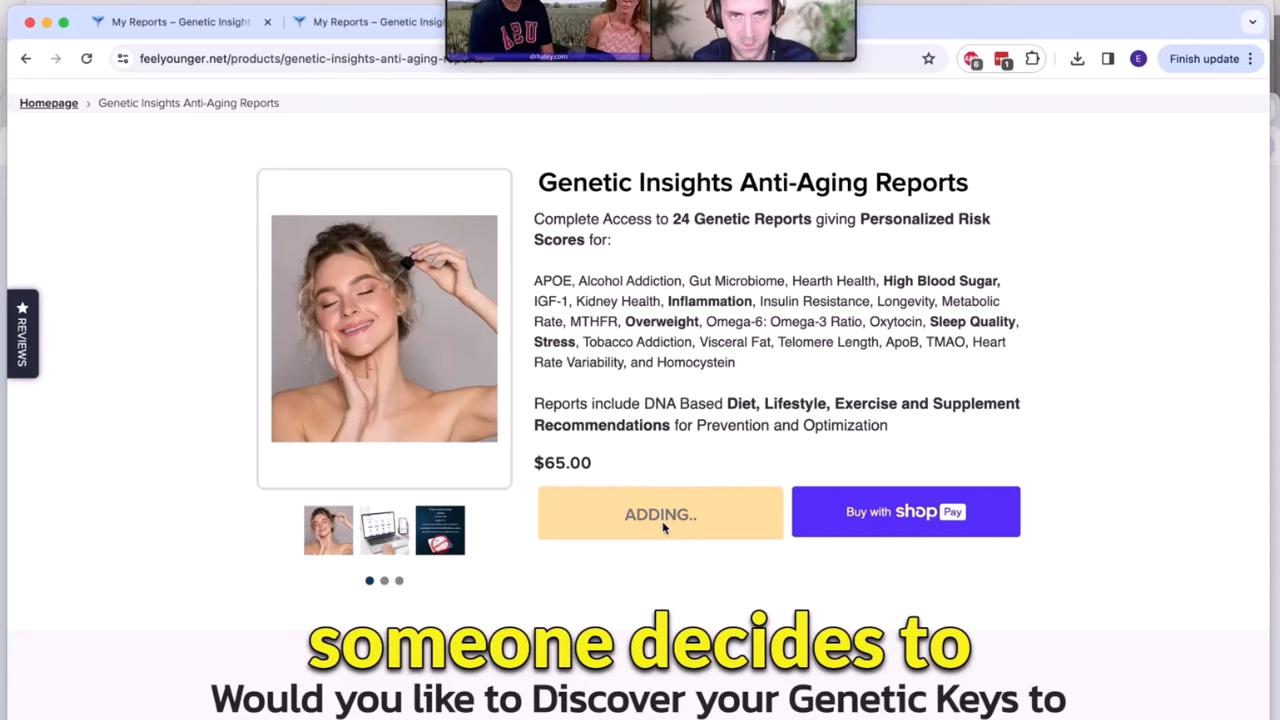 My Reports – Genetic Insight
My Reports – Genetic Insigh
USA
drhaley.com
feelyounger.net/products/genetic-insights-anti-aging-reports
6
1
E
Finish update
Homepage > Genetic Insights Anti-Aging Reports
Genetic Insights Anti-Aging Reports
Complete Access to 24 Genetic Reports giving Personalized Risk
Scores for:
APOE, Alcohol Addiction, Gut Microbiome, Hearth Health, High Blood Sugar,
IGF-1, Kidney Health, Inflammation, Insulin Resistance, Longevity, Metabolic
Rate, MTHFR, Overweight, Omega-6: Omega-3 Ratio, Oxytocin, Sleep Quality,
Stress, Tobacco Addiction, Visceral Fat, Telomere Length, ApoB, TMAO, Heart
Rate Variability, and Homocystein
Reports include DNA Based Diet, Lifestyle, Exercise and Supplement
Recommendations for Prevention and Optimization
$65.00
ADDING..
Buy with shop Pay
★ REVIEWS
someone decides to
Would you like to Discover your Genetic Keys to